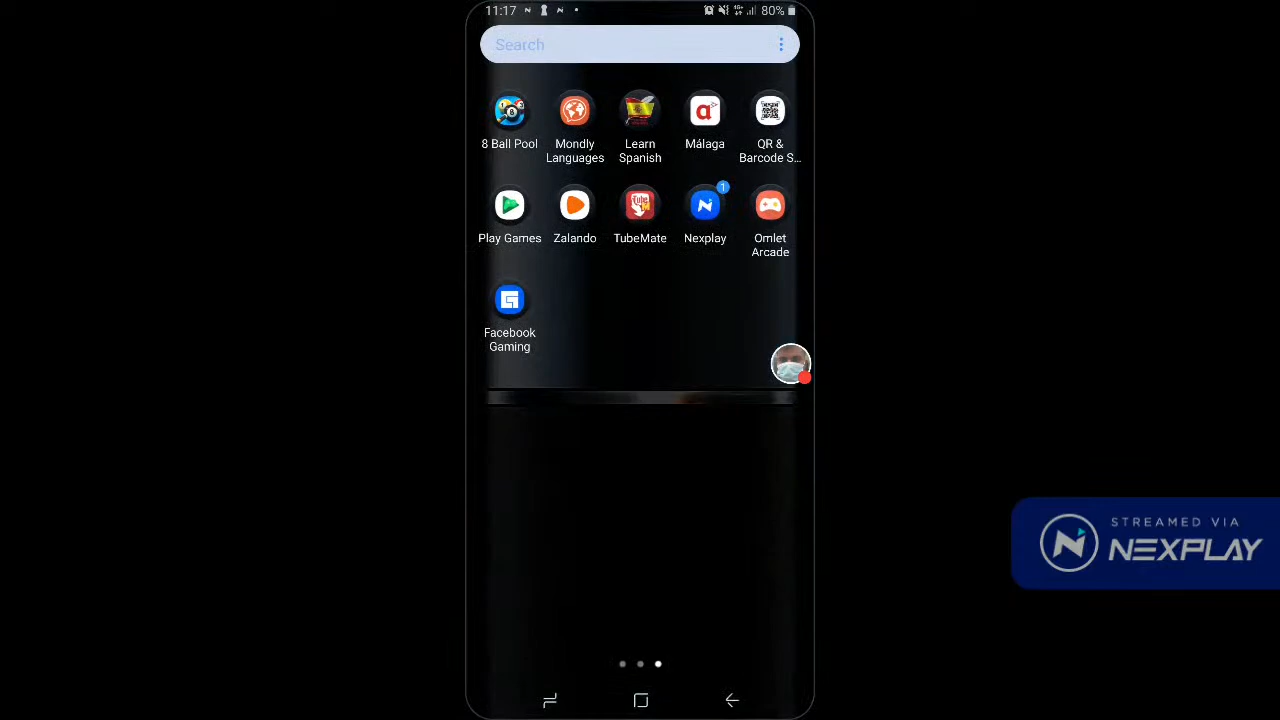 11:17 80%
Search
8 Ball Pool
Mondly Languages
Learn Spanish
Málaga
QR & Barcode S...
Play Games
Zalando
TubeMate
Nexplay
1
Omlet Arcade
Facebook Gaming
STREAMED VIA
NEXPLAY